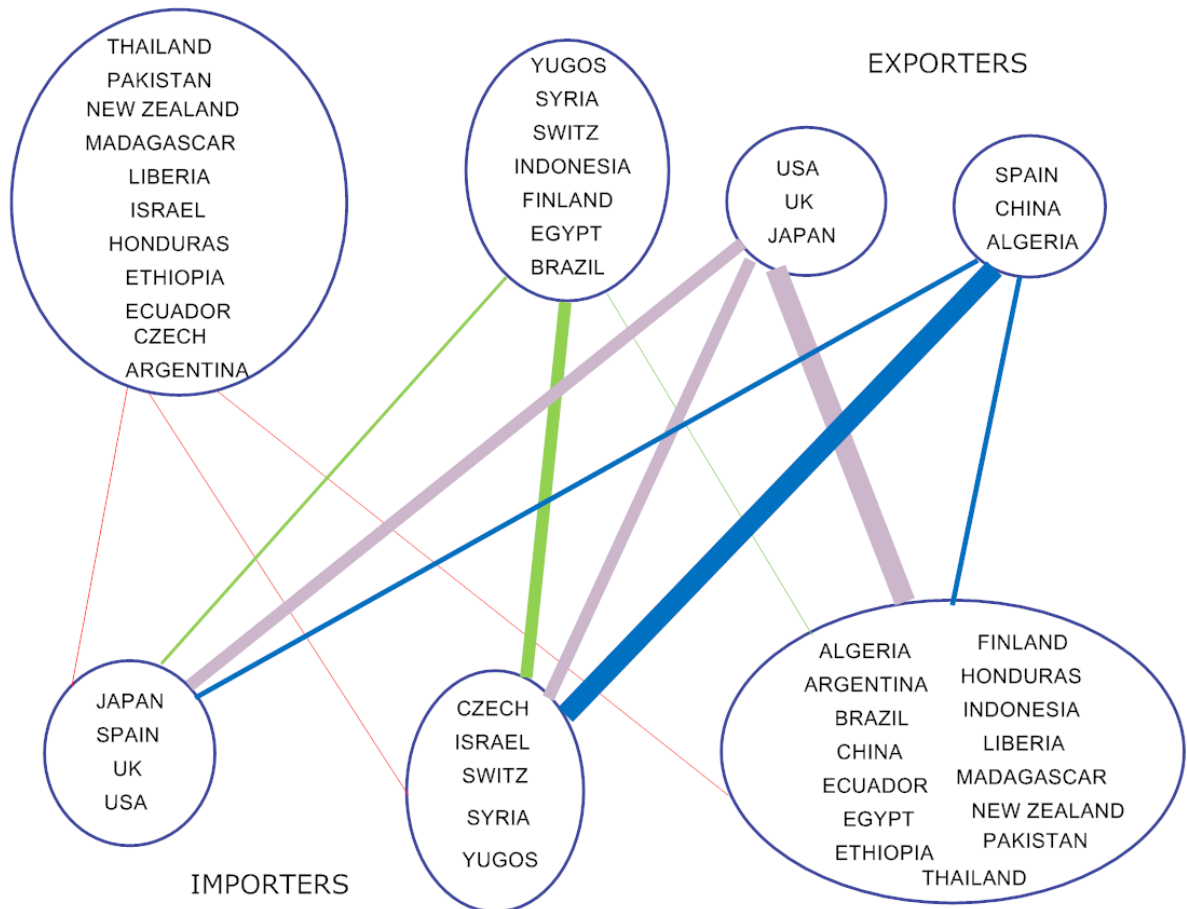 THAILAND
PAKISTAN
NEW ZEALAND
MADAGASCAR
LIBERIA
ISRAEL
HONDURAS
ETHIOPIA
ECUADOR
CZECH
ARGENTINA
YUGOS
SYRIA
SWITZ
INDONESIA
FINLAND
EGYPT
BRAZIL
EXPORTERS
USA
UK
JAPAN
SPAIN
CHINA
ALGERIA
JAPAN
SPAIN
UK
USA
IMPORTERS
CZECH
ISRAEL
SWITZ
SYRIA
YUGOS
ALGERIA
ARGENTINA
BRAZIL
CHINA
ECUADOR
EGYPT
ETHIOPIA
FINLAND
HONDURAS
INDONESIA
LIBERIA
MADAGASCAR
NEW ZEALAND
PAKISTAN
THAILAND